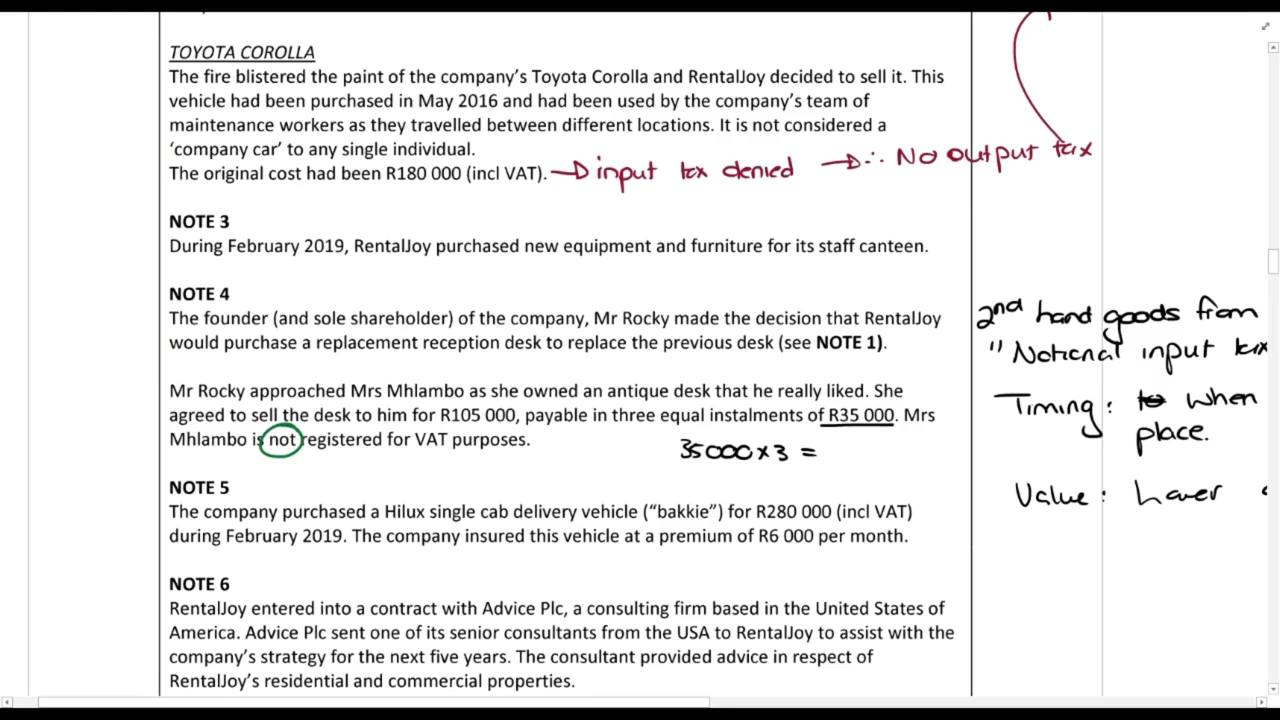 TOYOTA COROLLA
The fire blistered the paint of the company's Toyota Corolla and RentalJoy decided to sell it. This
vehicle had been purchased in May 2016 and had been used by the company's team of
maintenance workers as they travelled between different locations. It is not considered a
'company car' to any single individual.
The original cost had been R180 000 (incl VAT). → input tax denied → ∴ No output tax
NOTE 3
During February 2019, RentalJoy purchased new equipment and furniture for its staff canteen.
NOTE 4
The founder (and sole shareholder) of the company, Mr Rocky made the decision that RentalJoy
would purchase a replacement reception desk to replace the previous desk (see NOTE 1).
2nd hand goods from
"Notional input tax
Mr Rocky approached Mrs Mhlambo as she owned an antique desk that he really liked. She
agreed to sell the desk to him for R105 000, payable in three equal instalments of R35 000. Mrs
Mhlambo is not registered for VAT purposes.
35000 x 3 =
Timing: when
place.
Value:
NOTE 5
The company purchased a Hilux single cab delivery vehicle ("bakkie") for R280 000 (incl VAT)
during February 2019. The company insured this vehicle at a premium of R6 000 per month.
NOTE 6
RentalJoy entered into a contract with Advice Plc, a consulting firm based in the United States of
America. Advice Plc sent one of its senior consultants from the USA to RentalJoy to assist with the
company's strategy for the next five years. The consultant provided advice in respect of
RentalJoy's residential and commercial properties.